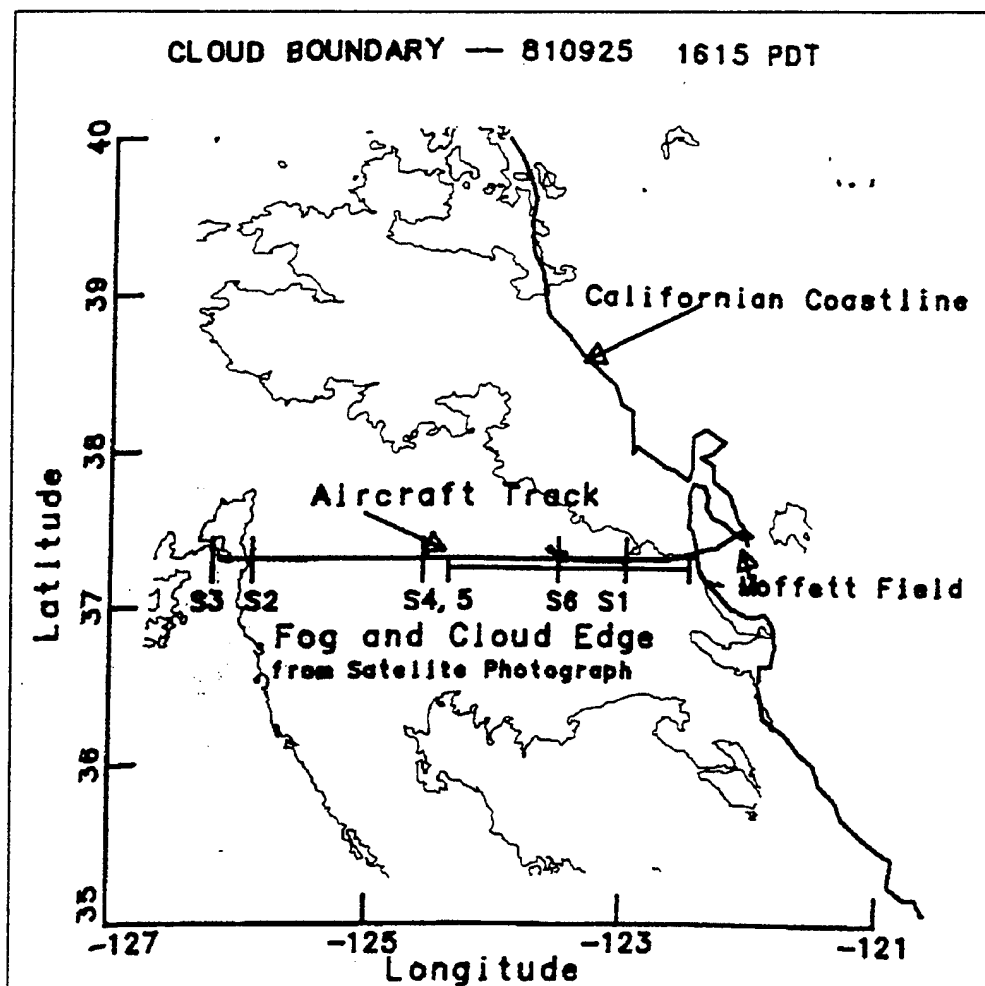 CLOUD BOUNDARY — 810925 1615 PDT
40
39
Californian Coastline
38
Aircraft Track
37
S3 S2 S4,5 S6 S1
Moffett Field
Fog and Cloud Edge
from Satelite Photograph
36
35
Latitude
-127 -125 -123 -121
Longitude